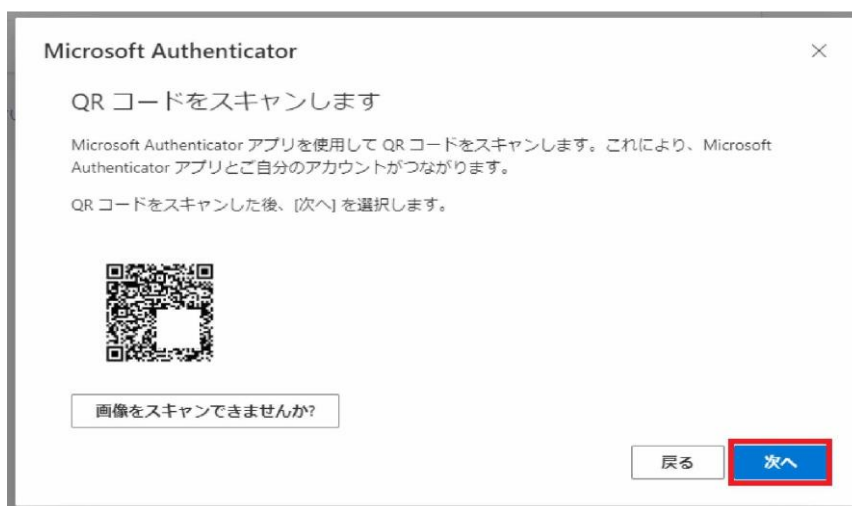 Microsoft Authenticator
QR コードをスキャンします
Microsoft Authenticator アプリを使用して QR コードをスキャンします。これにより、Microsoft
Authenticator アプリとご自分のアカウントがつながります。
QR コードをスキャンした後、[次へ] を選択します。
画像をスキャンできませんか?
戻る
次へ